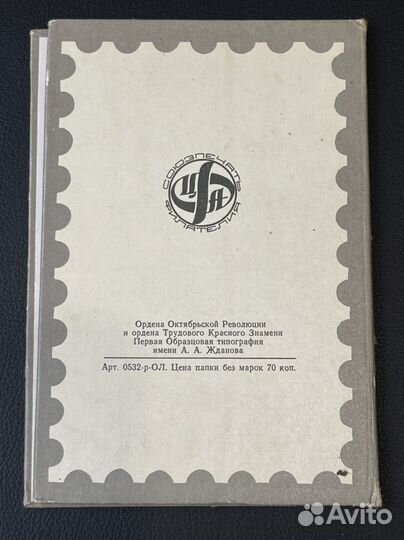 СОЮЗПЕЧАТЬ
ЦФА
ФИЛАТЕЛИЯ
Ордена Октябрьской Революции
и ордена Трудового Красного Знамени
Первая Образцовая типография
имени А. А. Жданова
Арт. 0532-р-ОЛ. Цена папки без марок 70 коп.
Avito